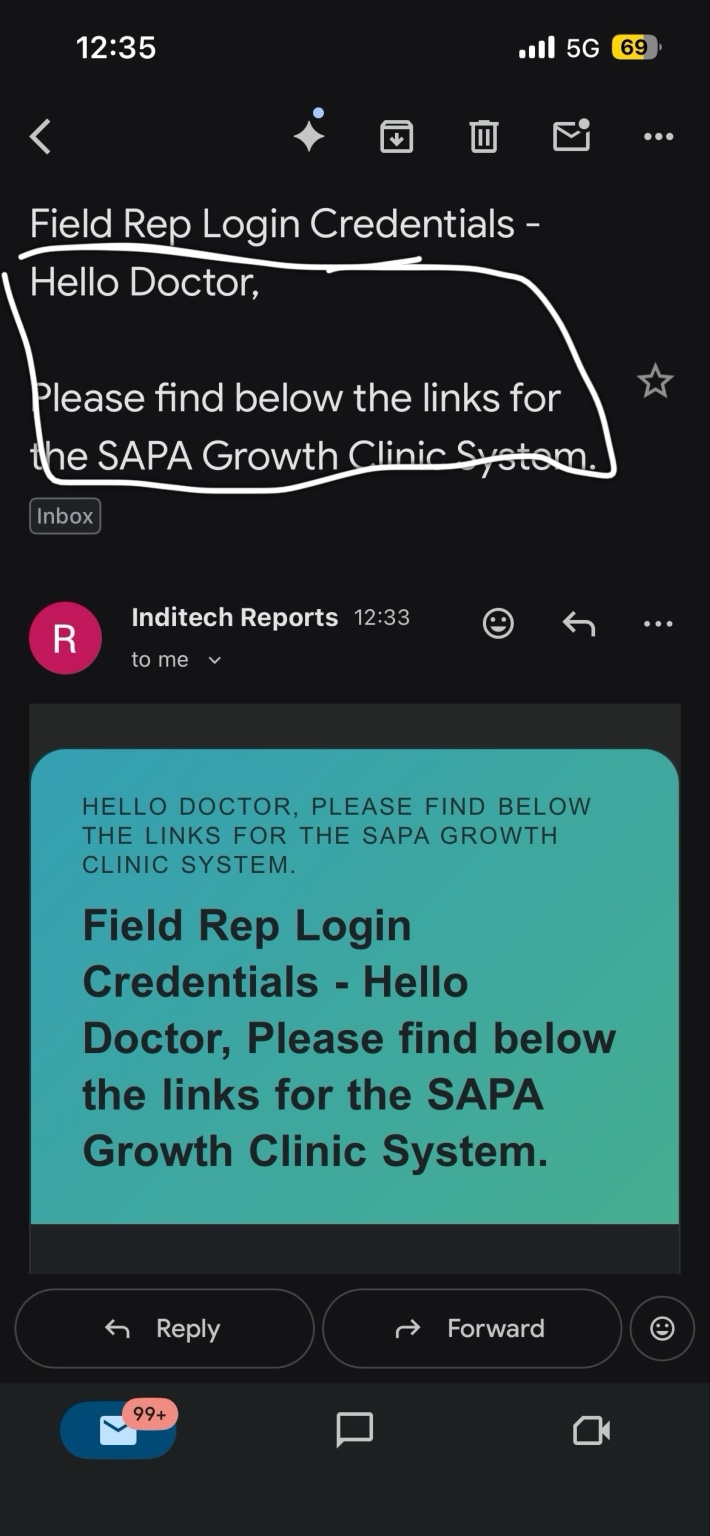 12:35
5G 69
Field Rep Login Credentials -
Hello Doctor,
Please find below the links for
the SAPA Growth Clinic System.
Inbox
R
Inditech Reports 12:33
to me
HELLO DOCTOR, PLEASE FIND BELOW
THE LINKS FOR THE SAPA GROWTH
CLINIC SYSTEM.
Field Rep Login
Credentials - Hello
Doctor, Please find below
the links for the SAPA
Growth Clinic System.
Reply Forward
99+